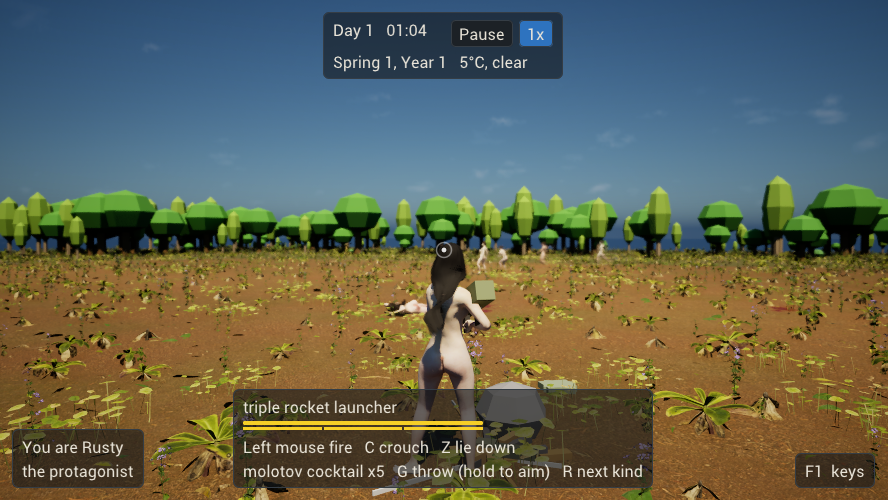 Day 1 01:04 Pause 1x
Spring 1, Year 1 5°C, clear
triple rocket launcher
Left mouse fire C crouch Z lie down
molotov cocktail x5 G throw (hold to aim) R next kind
You are Rusty
the protagonist
F1 keys